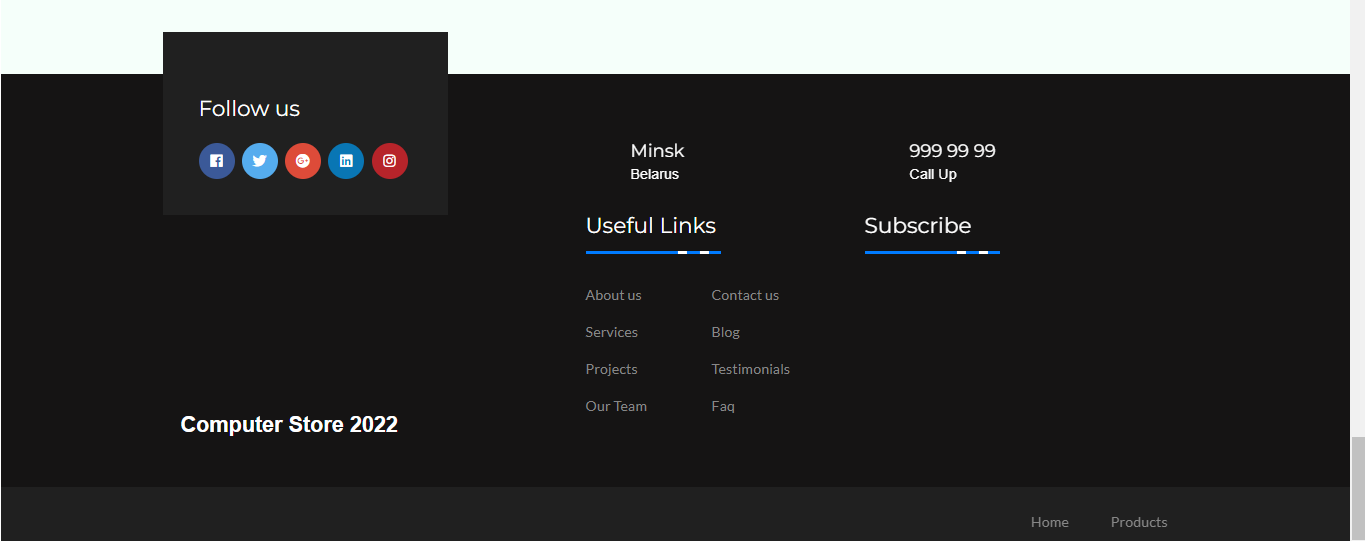 Follow us
Minsk
Belarus
999 99 99
Call Up
Useful Links
About us
Contact us
Services
Blog
Projects
Testimonials
Our Team
Faq
Subscribe
Computer Store 2022
Home
Products